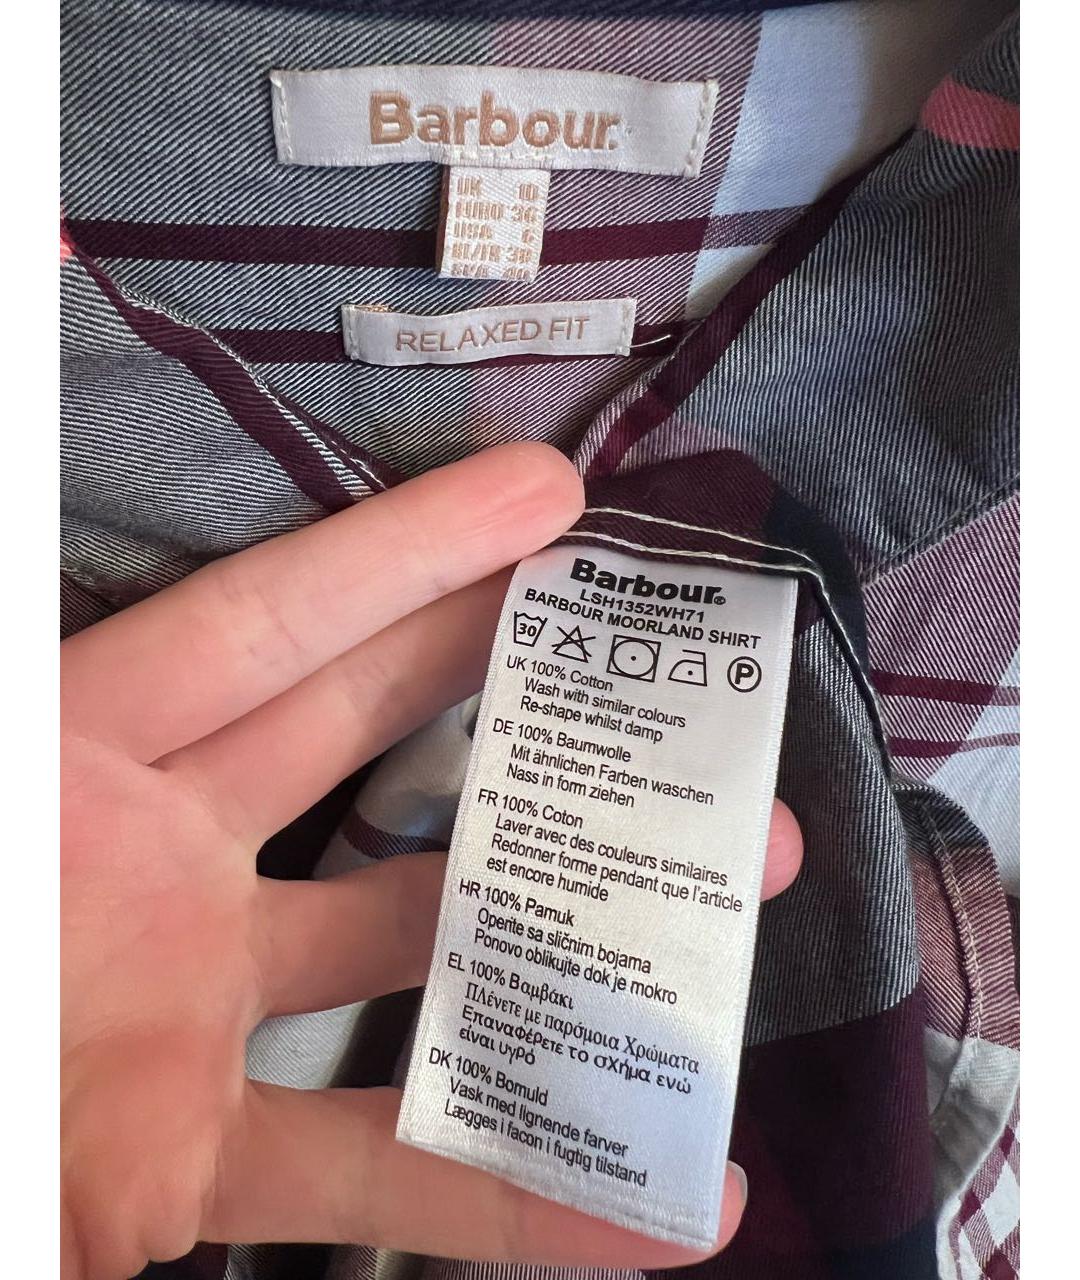 Barbour.
UK 10
EURO 36
USA 6
RELAXED FIT
Barbour®
LSH1352WH71
BARBOUR MOORLAND SHIRT
30
P
UK 100% Cotton
Wash with similar colours
Re-shape whilst damp
DE 100% Baumwolle
Mit ähnlichen Farben waschen
Nass in form ziehen
FR 100% Coton
Laver avec des couleurs similaires
Redonner forme pendant que l'article
est encore humide
HR 100% Pamuk
Operite sa sličnim bojama
Ponovo oblikujte dok je mokro
EL 100% Βαμβάκι
Πλένετε με παρόμοια Χρώματα
Επαναφέρετε το σχήμα ενώ
είναι υγρό
DK 100% Bomuld
Vask med lignende farver
Lægges i facon i fugtig tilstand